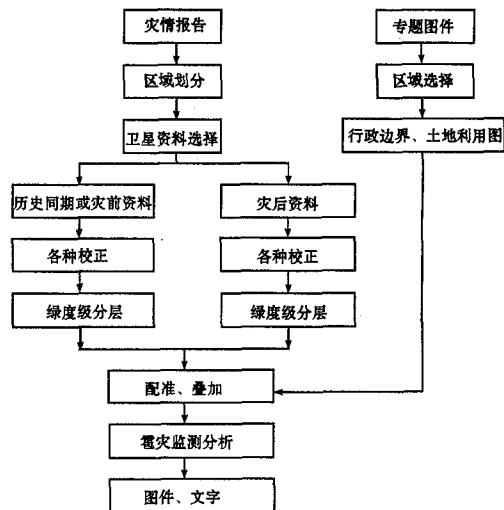 灾情报告
专题图件
区域划分
区域选择
卫星资料选择
行政边界、土地利用图
历史同期或灾前资料
灾后资料
各种校正
各种校正
绿度级分层
绿度级分层
配准、叠加
雹灾监测分析
图件、文字